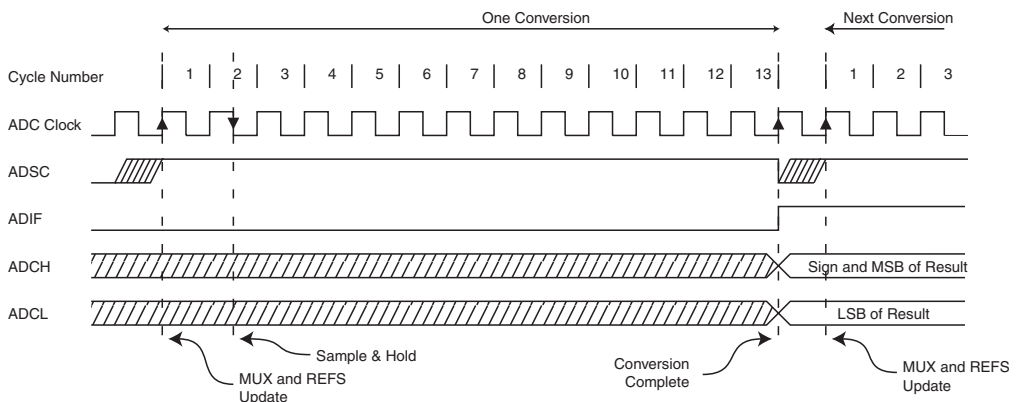 One Conversion
Next Conversion
Cycle Number 1 2 3 4 5 6 7 8 9 10 11 12 13 1 2 3
ADC Clock
ADSC
ADIF
ADCH
Sign and MSB of Result
ADCL
LSB of Result
MUX and REFS
Update
Sample & Hold
Conversion
Complete
MUX and REFS
Update